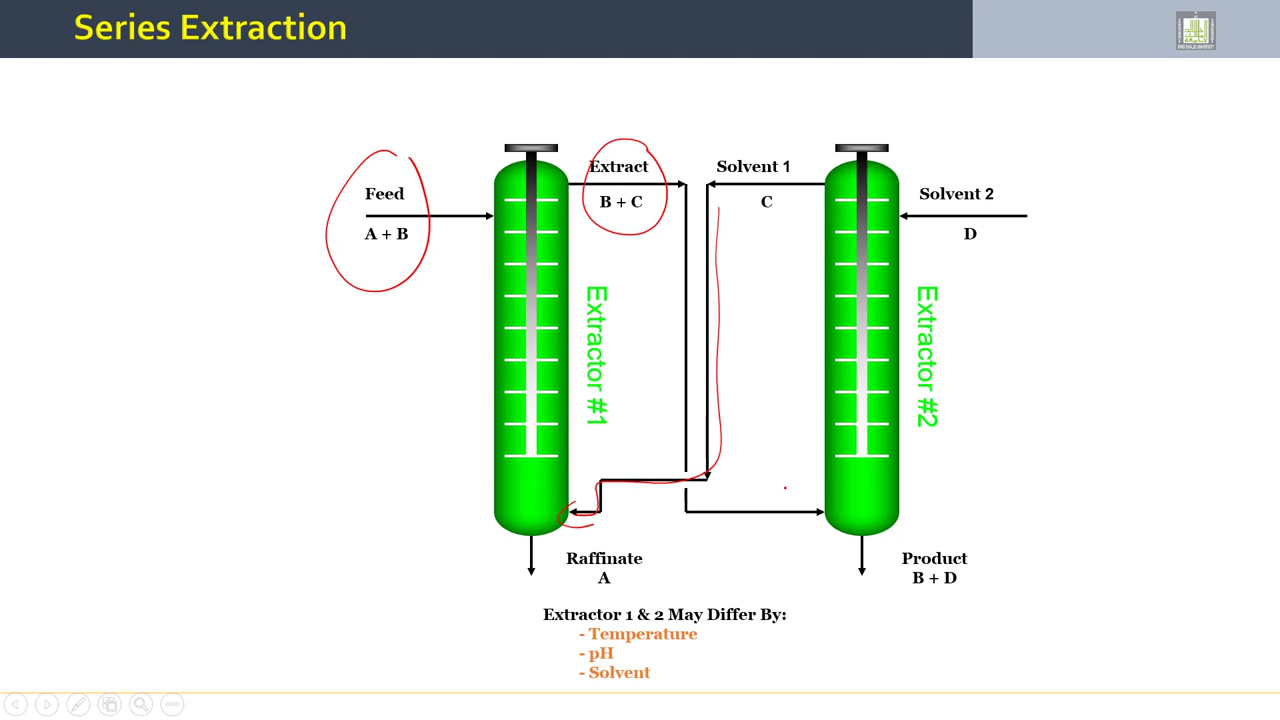 Series Extraction
Extract
Solvent 1
Feed
Solvent 2
B + C
C
A + B
D
Extractor #1
Extractor #2
Raffinate
A
Product
B + D
Extractor 1 & 2 May Differ By:
- Temperature
- pH
- Solvent